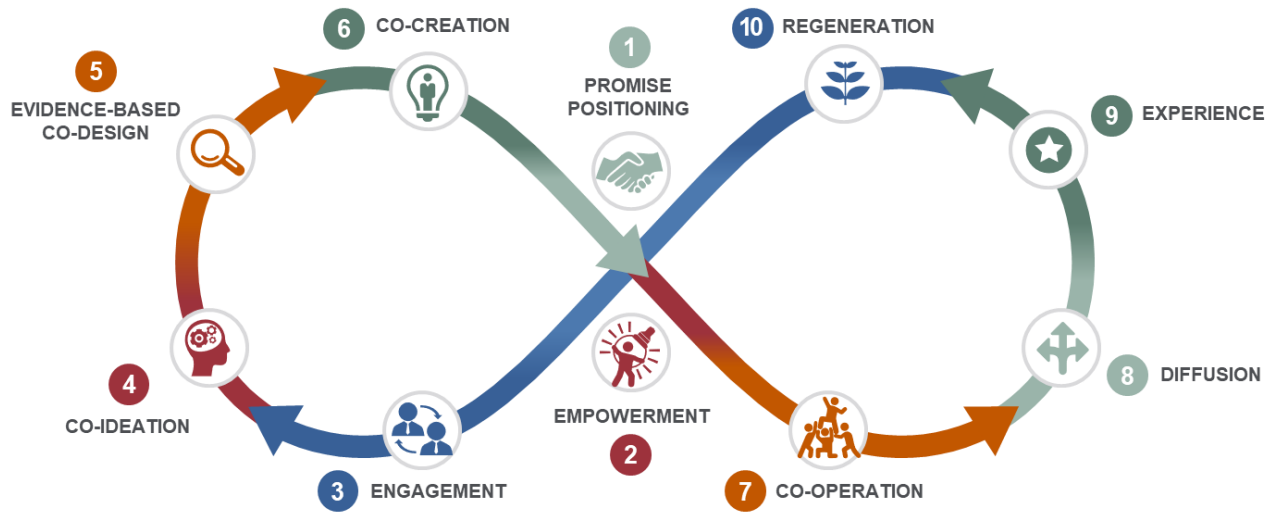 1
PROMISE
POSITIONING
2
EMPOWERMENT
3
ENGAGEMENT
4
CO-IDEATION
5
EVIDENCE-BASED
CO-DESIGN
6
CO-CREATION
7
CO-OPERATION
8
DIFFUSION
9
EXPERIENCE
10
REGENERATION